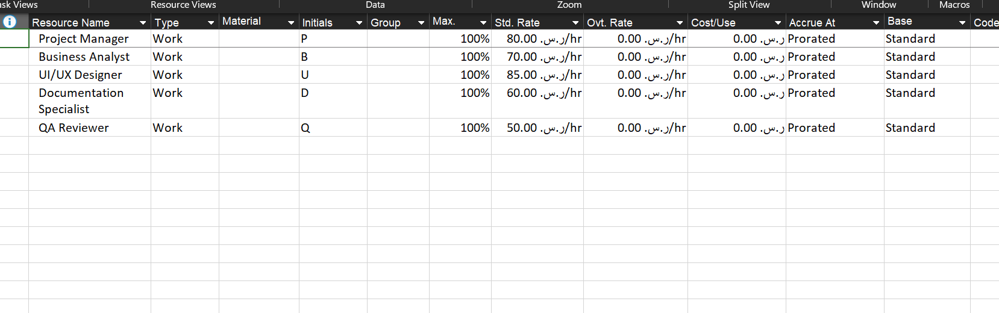 ask Views Resource Views Data Zoom Split View Window Macros
Resource Name Type Material Initials Group Max. Std. Rate Ovt. Rate Cost/Use Accrue At Base Code
Project Manager Work P 100% 80.00 ر.س./hr 0.00 ر.س./hr 0.00 ر.س. Prorated Standard
Business Analyst Work B 100% 70.00 ر.س./hr 0.00 ر.س./hr 0.00 ر.س. Prorated Standard
UI/UX Designer Work U 100% 85.00 ر.س./hr 0.00 ر.س./hr 0.00 ر.س. Prorated Standard
Documentation Work D 100% 60.00 ر.س./hr 0.00 ر.س./hr 0.00 ر.س. Prorated Standard
Specialist
QA Reviewer Work Q 100% 50.00 ر.س./hr 0.00 ر.س./hr 0.00 ر.س. Prorated Standard